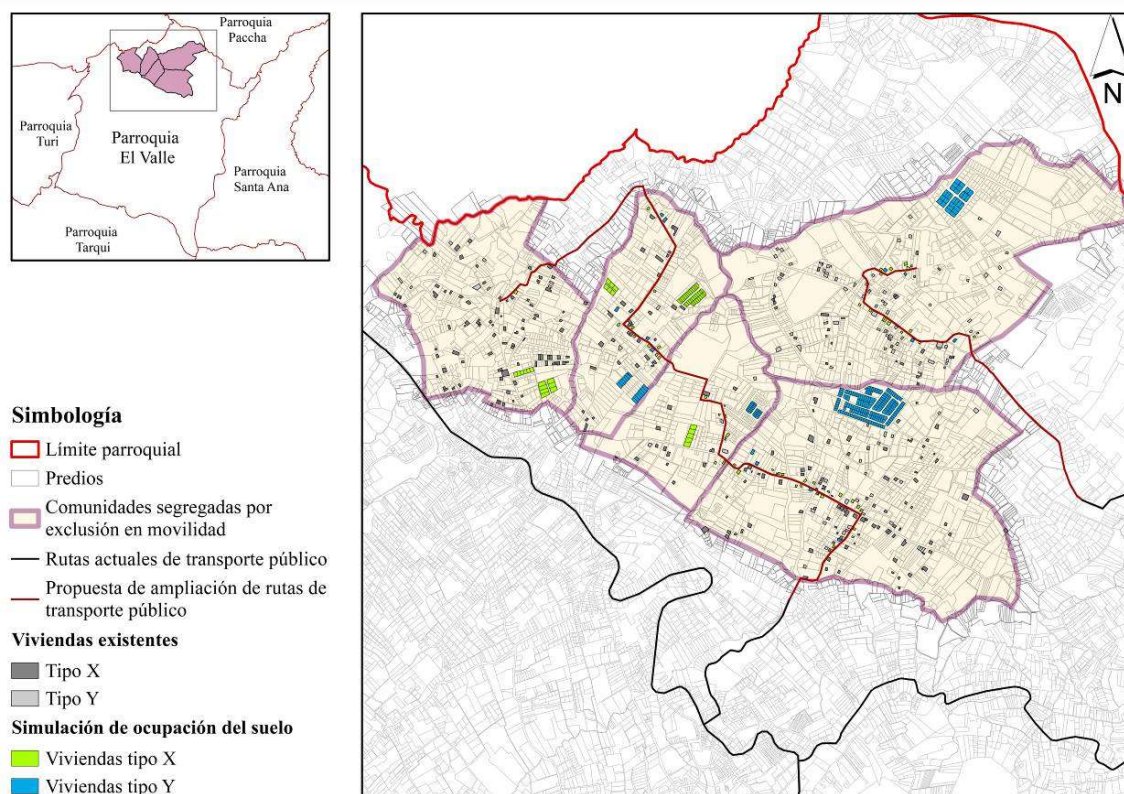 Parroquia
Paccha
Parroquia
Turi
Parroquia
El Valle
Parroquia
Santa Ana
Parroquia
Tarqui
N
Simbología
Límite parroquial
Predios
Comunidades segregadas por
exclusión en movilidad
Rutas actuales de transporte público
Propuesta de ampliación de rutas de
transporte público
Viviendas existentes
Tipo X
Tipo Y
Simulación de ocupación del suelo
Viviendas tipo X
Viviendas tipo Y